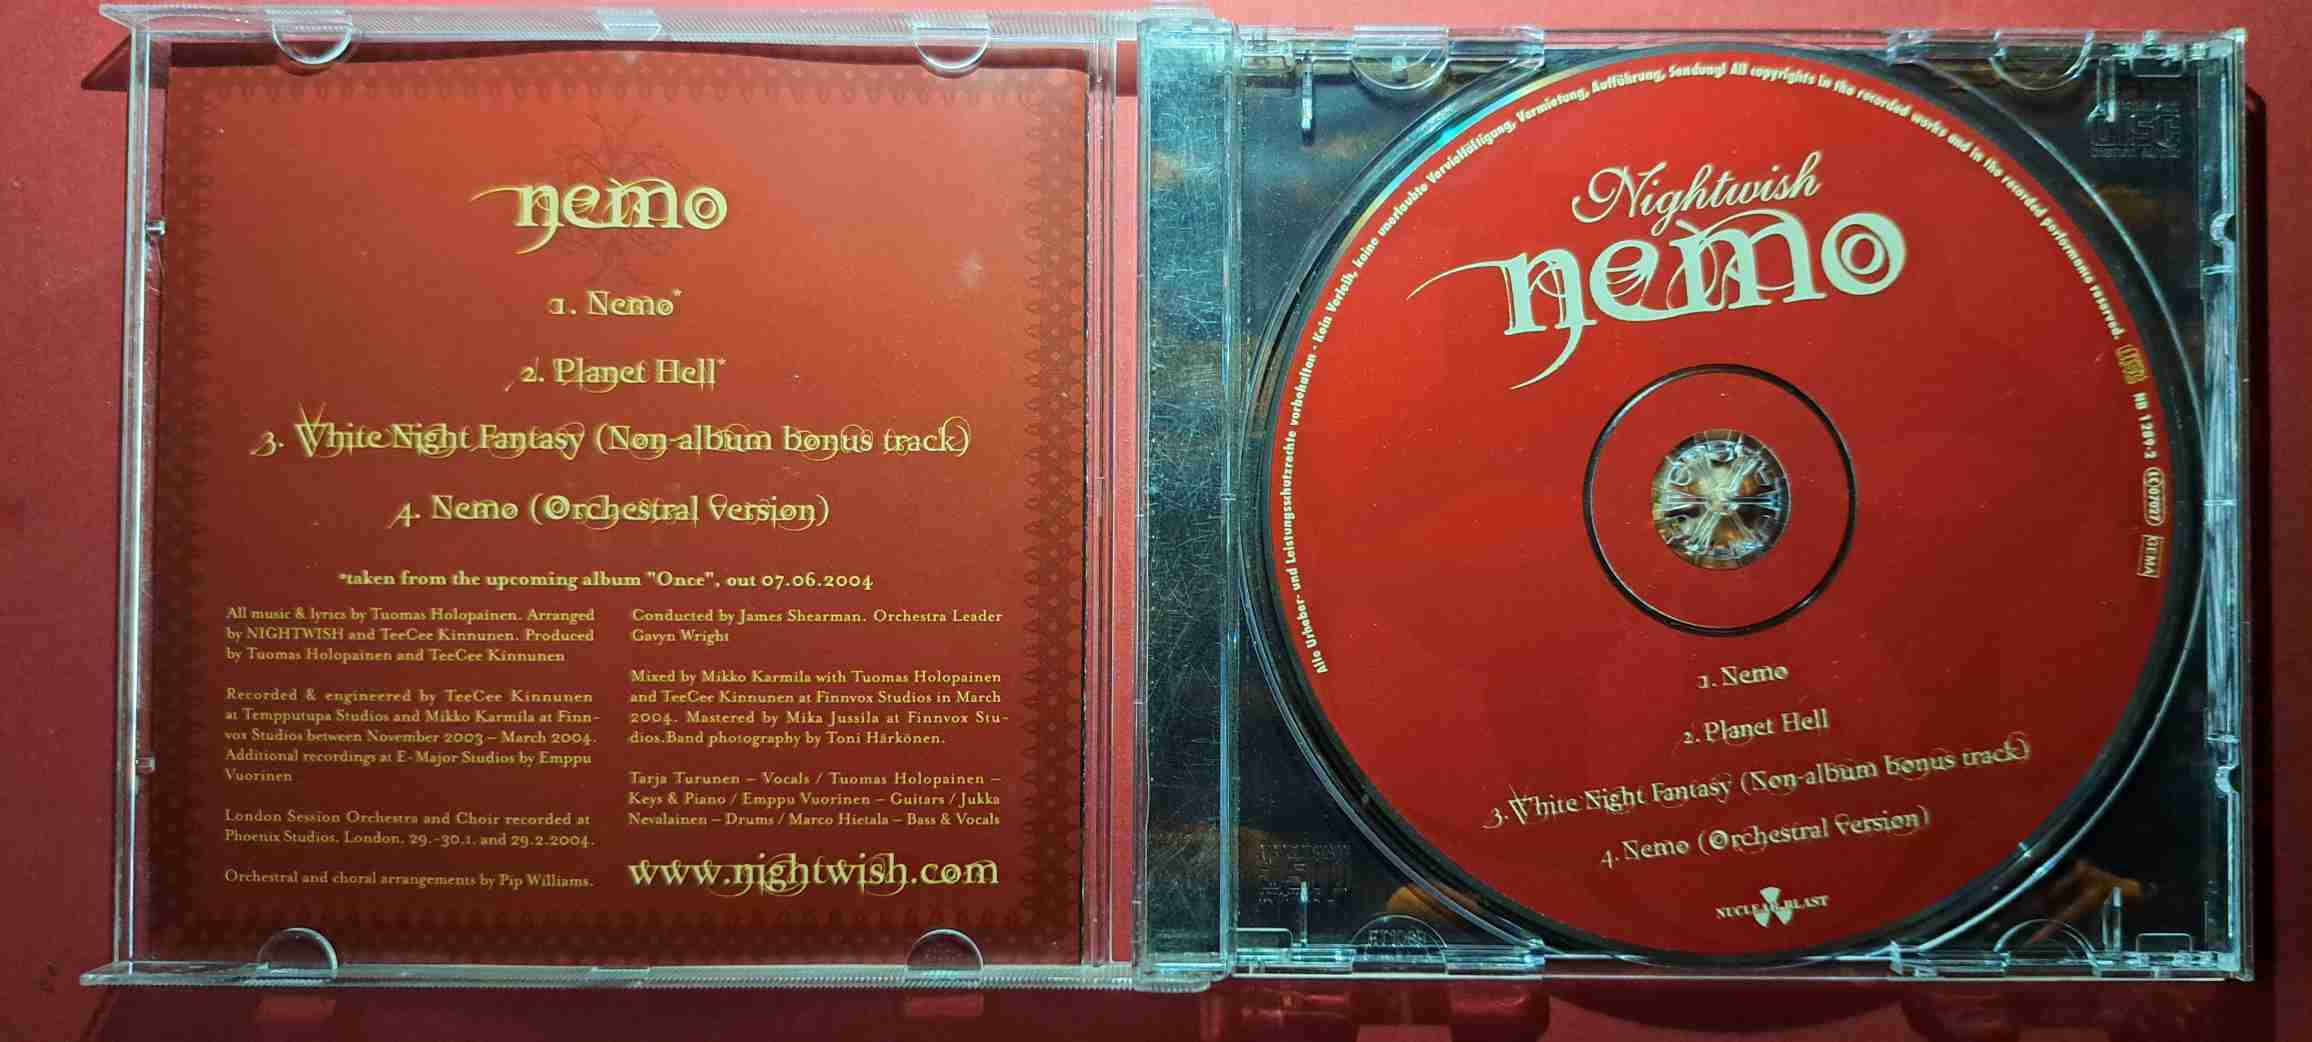 nemo
1. Nemo*
2. Planet Hell*
3. White Night Fantasy (Non-album bonus track)
4. Nemo (Orchestral Version)
*taken from the upcoming album "Once", out 07.06.2004
All music & lyrics by Tuomas Holopainen. Arranged
by NIGHTWISH and TeeCee Kinnunen. Produced
by Tuomas Holopainen and TeeCee Kinnunen
Recorded & engineered by TeeCee Kinnunen
at Tempputupa Studios and Mikko Karmila at Finn-
vox Studios between November 2003 – March 2004.
Additional recordings at E-Major Studios by Emppu
Vuorinen
London Session Orchestra and Choir recorded at
Phoenix Studios, London, 29.-30.1. and 29.2.2004.
Orchestral and choral arrangements by Pip Williams.
Conducted by James Shearman. Orchestra Leader
Gavyn Wright
Mixed by Mikko Karmila with Tuomas Holopainen
and TeeCee Kinnunen at Finnvox Studios in March
2004. Mastered by Mika Jussila at Finnvox Stu-
dios.Band photography by Toni Härkönen.
Tarja Turunen – Vocals / Tuomas Holopainen –
Keys & Piano / Emppu Vuorinen – Guitars / Jukka
Nevalainen – Drums / Marco Hietala – Bass & Vocals
www.nightwish.com
Alle Urheber- und Leistungsschutzrechte vorbehalten - Kein Verleih, keine unerlaubte Vervielfältigung, Vermietung, Aufführung, Sendung! All copyrights in the recorded works and in the recorded performance reserved.
NB 1289-2
LC 07027
GEMA
Nightwish
nemo
1. Nemo
2. Planet Hell
3. White Night Fantasy (Non-album bonus track)
4. Nemo (Orchestral Version)
NUCLEAR BLAST